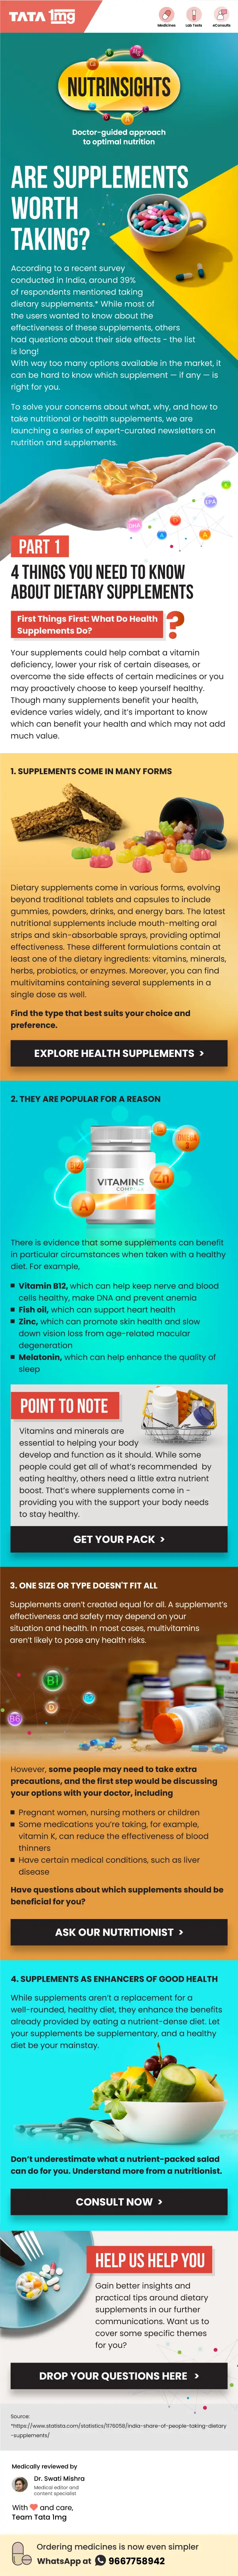 TATA 1mg
Medicines Lab Tests eConsults
NUTRINSIGHTS
Doctor-guided approach
to optimal nutrition
ARE SUPPLEMENTS
WORTH
TAKING?
According to a recent survey
conducted in India, around 39%
of respondents mentioned taking
dietary supplements.* While most of
the users wanted to know about the
effectiveness of these supplements, others
had questions about their side effects - the list
is long!
With way too many options available in the market, it
can be hard to know which supplement — if any — is
right for you.
To solve your concerns about what, why, and how to
take nutritional or health supplements, we are
launching a series of expert-curated newsletters on
nutrition and supplements.
DHA
PART 1
4 THINGS YOU NEED TO KNOW
ABOUT DIETARY SUPPLEMENTS
First Things First: What Do Health
Supplements Do?
Your supplements could help combat a vitamin
deficiency, lower your risk of certain diseases, or
overcome the side effects of certain medicines or you
may proactively choose to keep yourself healthy.
Though many supplements benefit your health,
evidence varies widely, and it's important to know
which can benefit your health and which may not add
much value.
1. SUPPLEMENTS COME IN MANY FORMS
Dietary supplements come in various forms, evolving
beyond traditional tablets and capsules to include
gummies, powders, drinks, and energy bars. The latest
nutritional supplements include mouth-melting oral
strips and skin-absorbable sprays, providing optimal
effectiveness. These different formulations contain at
least one of the dietary ingredients: vitamins, minerals,
herbs, probiotics, or enzymes. Moreover, you can find
multivitamins containing several supplements in a
single dose as well.
Find the type that best suits your choice and
preference.
EXPLORE HEALTH SUPPLEMENTS >
2. THEY ARE POPULAR FOR A REASON
OMEGA 3
B12
Zn
VITAMINS
COMPLEX
A
There is evidence that some supplements can benefit
in particular circumstances when taken with a healthy
diet. For example,
■ Vitamin B12, which can help keep nerve and blood
cells healthy, make DNA and prevent anemia
■ Fish oil, which can support heart health
■ Zinc, which can promote skin health and slow
down vision loss from age-related macular
degeneration
■ Melatonin, which can help enhance the quality of
sleep
POINT TO NOTE
Vitamins and minerals are
essential to helping your body
develop and function as it should. While some
people could get all of what's recommended by
eating healthy, others need a little extra nutrient
boost. That's where supplements come in -
providing you with the support your body needs
to stay healthy.
GET YOUR PACK >
3. ONE SIZE OR TYPE DOESN'T FIT ALL
Supplements aren't created equal for all. A supplement's
effectiveness and safety may depend on your
situation and health. In most cases, multivitamins
aren't likely to pose any health risks.
B1
D
B6
However, some people may need to take extra
precautions, and the first step would be discussing
your options with your doctor, including
■ Pregnant women, nursing mothers or children
■ Some medications you're taking, for example,
vitamin K, can reduce the effectiveness of blood
thinners
■ Have certain medical conditions, such as liver
disease
Have questions about which supplements should be
beneficial for you?
ASK OUR NUTRITIONIST >
4. SUPPLEMENTS AS ENHANCERS OF GOOD HEALTH
While supplements aren't a replacement for a
well-rounded, healthy diet, they enhance the benefits
already provided by eating a nutrient-dense diet. Let
your supplements be supplementary, and a healthy
diet be your mainstay.
Don't underestimate what a nutrient-packed salad
can do for you. Understand more from a nutritionist.
CONSULT NOW >
HELP US HELP YOU
Gain better insights and
practical tips around dietary
supplements in our further
communications. Want us to
cover some specific themes
for you?
DROP YOUR QUESTIONS HERE >
Source:
*https://www.statista.com/statistics/1176058/india-share-of-people-taking-dietary
-supplements/
Medically reviewed by
Dr. Swati Mishra
Medical editor and
content specialist
With and care,
Team Tata 1mg
Ordering medicines is now even simpler
WhatsApp at 9667758942